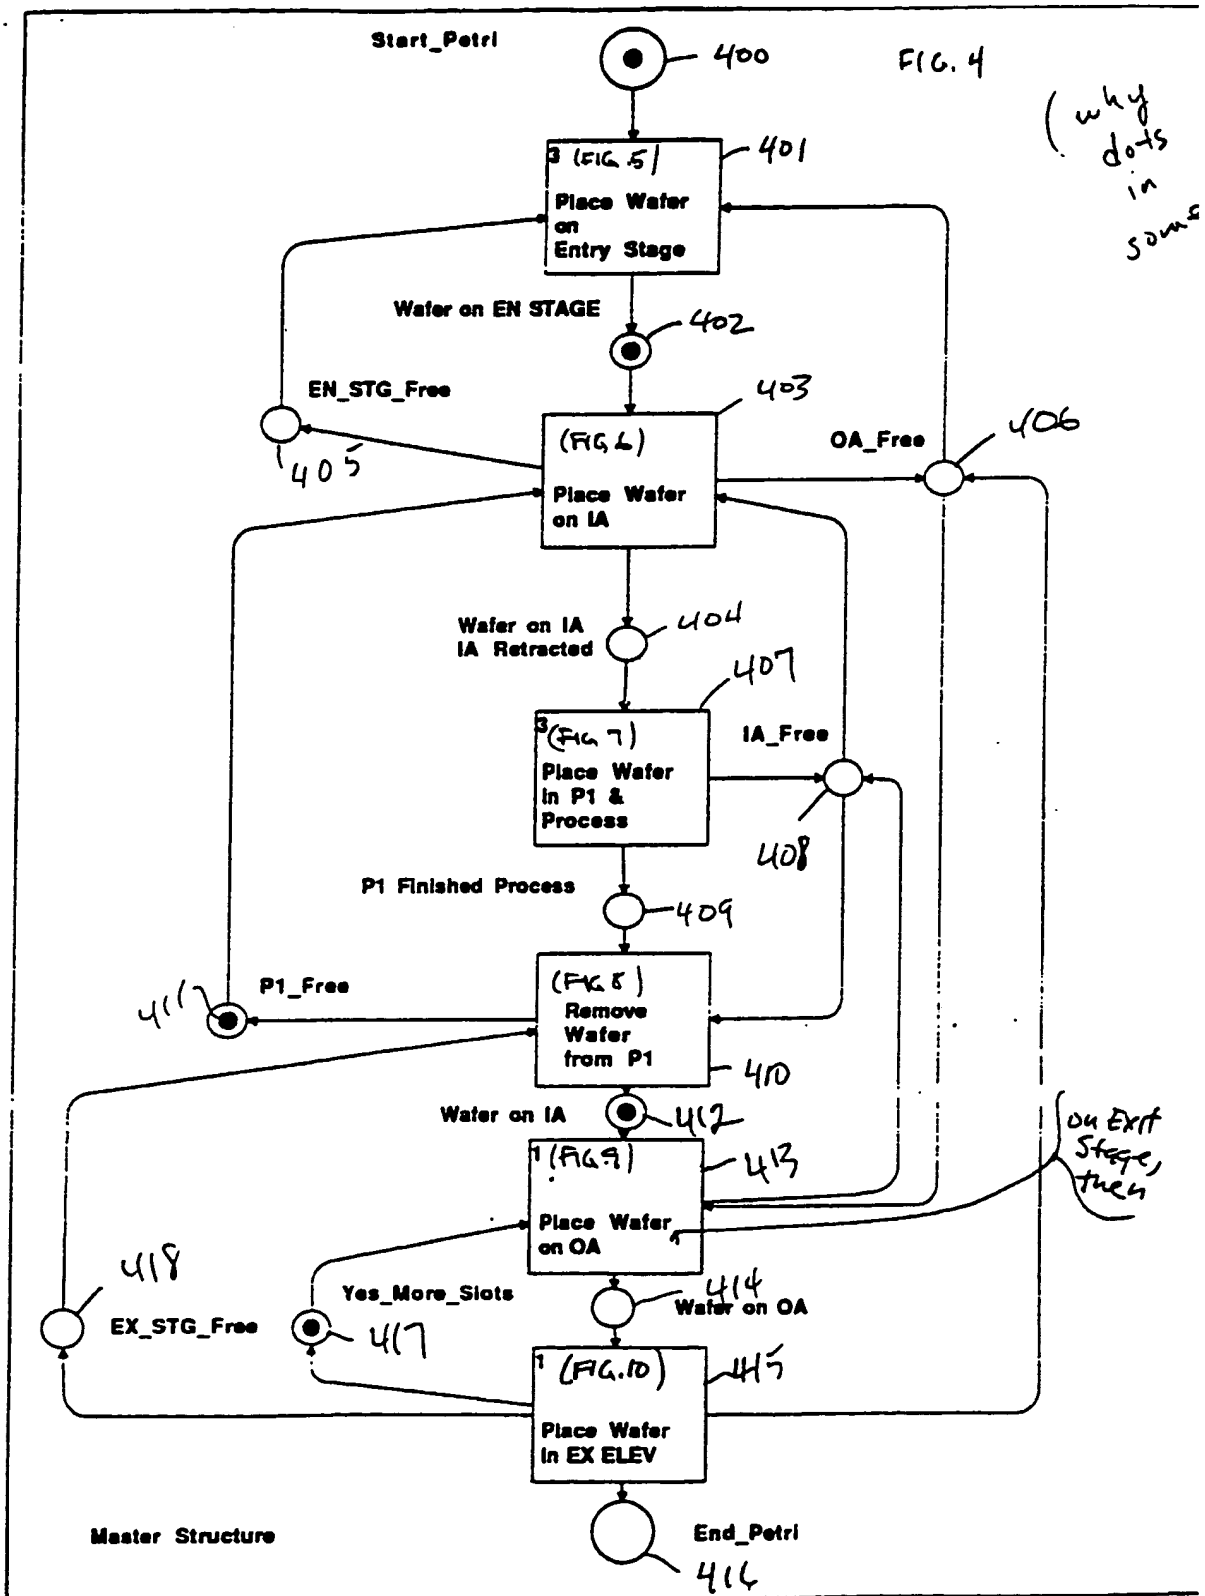 Start_Petri
400
FIG. 4
(why
dots
in
some
3 (FIG. 5)
401
Place Wafer
on
Entry Stage
Wafer on EN STAGE
402
EN_STG_Free
403
405
(FIG 6)
OA_Free
406
Place Wafer
on IA
Wafer on IA
IA Retracted
404
407
3 (FIG 7)
IA_Free
Place Wafer
in P1 &
Process
408
P1 Finished Process
409
P1_Free
411
(FIG 8)
Remove
Wafer
from P1
410
Wafer on IA
412
on Exit
Stage,
then
1 (FIG. 9)
413
Place Wafer
on OA
418
EX_STG_Free
Yes_More_Slots
417
414
Wafer on OA
1 (FIG. 10)
415
Place Wafer
in EX ELEV
Master Structure
End_Petri
416